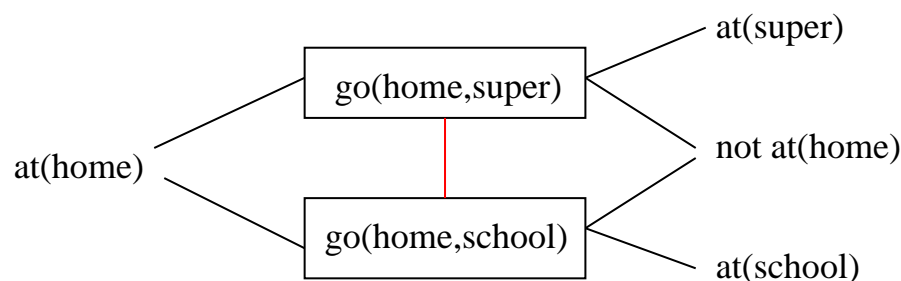 at(super)
go(home,super)
not at(home)
at(home)
go(home,school)
at(school)